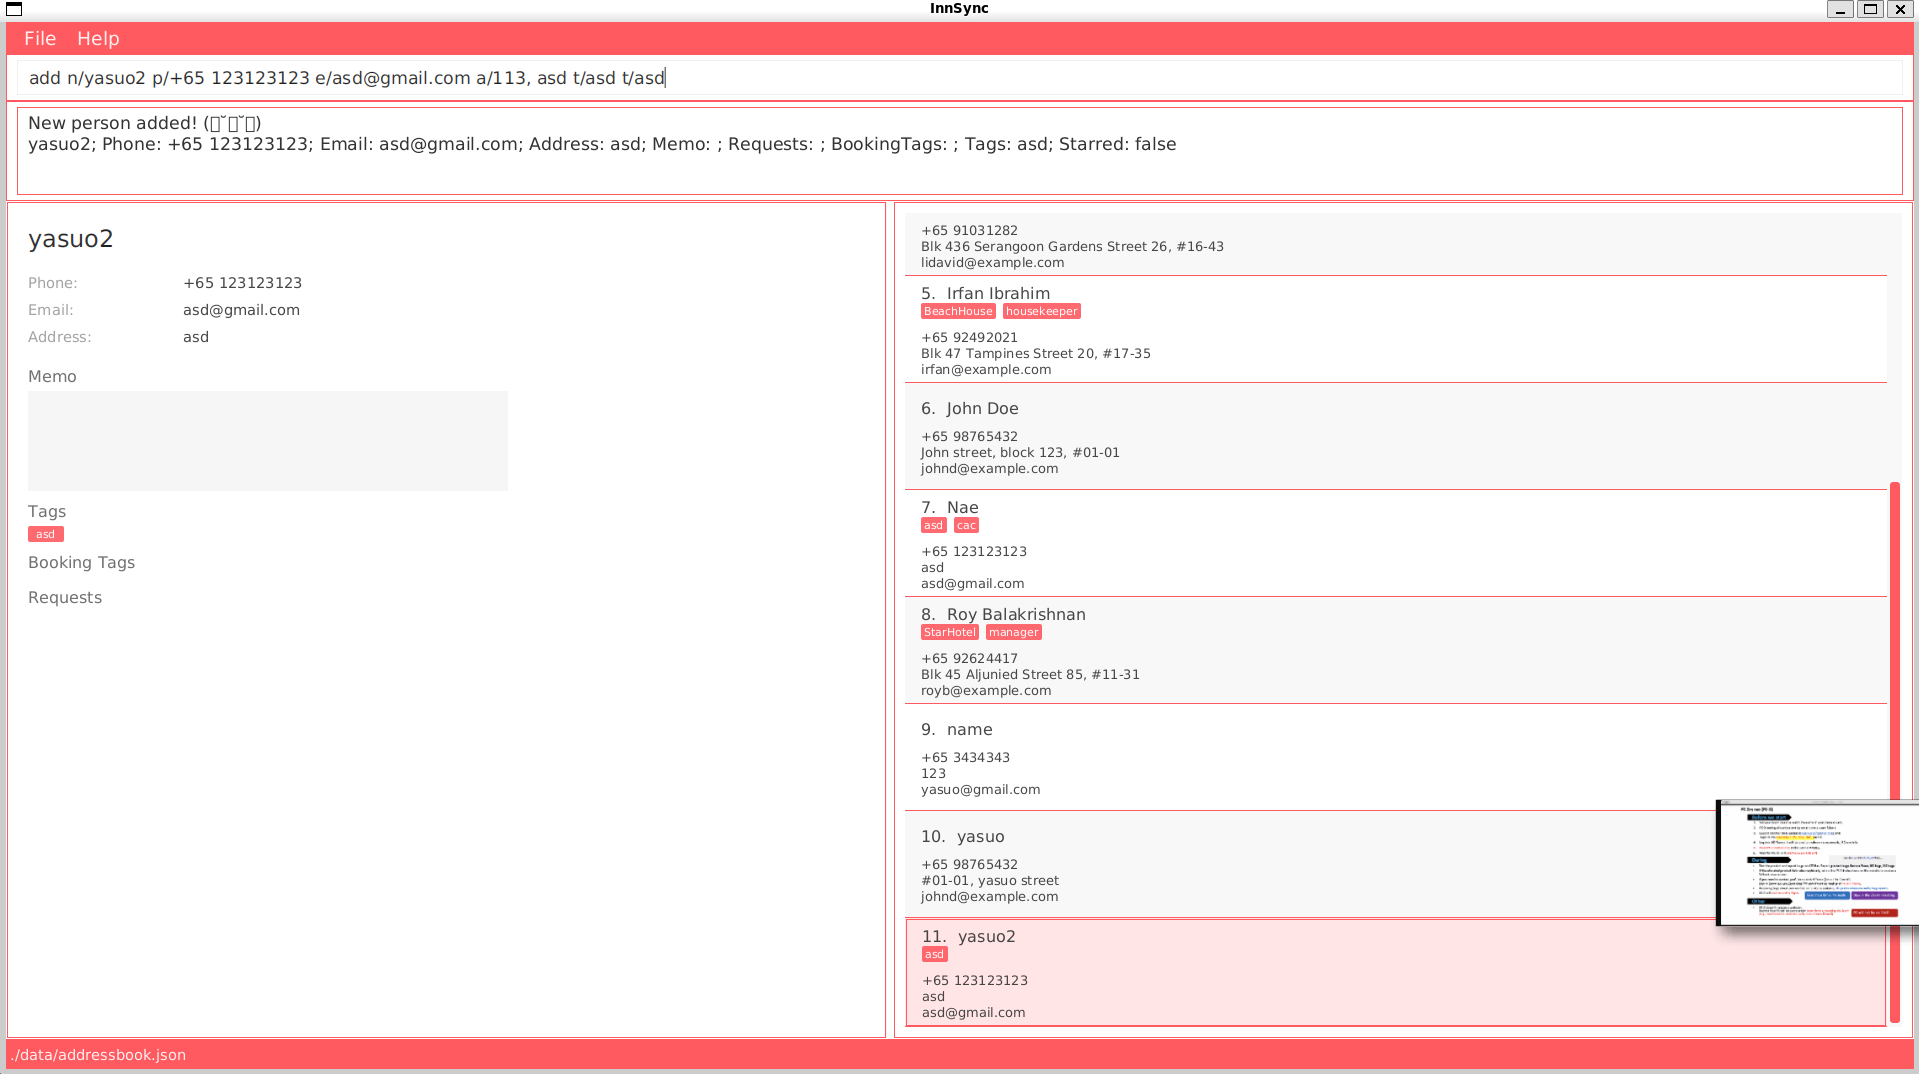 InnSync
File Help
add n/yasuo2 p/+65 123123123 e/asd@gmail.com a/113, asd t/asd t/asd
New person added! (▯˘▯˘▯)
yasuo2; Phone: +65 123123123; Email: asd@gmail.com; Address: asd; Memo: ; Requests: ; BookingTags: ; Tags: asd; Starred: false
yasuo2
Phone: +65 123123123
Email: asd@gmail.com
Address: asd
Memo
Tags
asd
Booking Tags
Requests
+65 91031282
Blk 436 Serangoon Gardens Street 26, #16-43
lidavid@example.com
5. Irfan Ibrahim
BeachHouse housekeeper
+65 92492021
Blk 47 Tampines Street 20, #17-35
irfan@example.com
6. John Doe
+65 98765432
John street, block 123, #01-01
johnd@example.com
7. Nae
asd cac
+65 123123123
asd
asd@gmail.com
8. Roy Balakrishnan
StarHotel manager
+65 92624417
Blk 45 Aljunied Street 85, #11-31
royb@example.com
9. name
+65 3434343
123
yasuo@gmail.com
10. yasuo
+65 98765432
#01-01, yasuo street
johnd@example.com
11. yasuo2
asd
+65 123123123
asd
asd@gmail.com
Before we start
During
Other
./data/addressbook.json